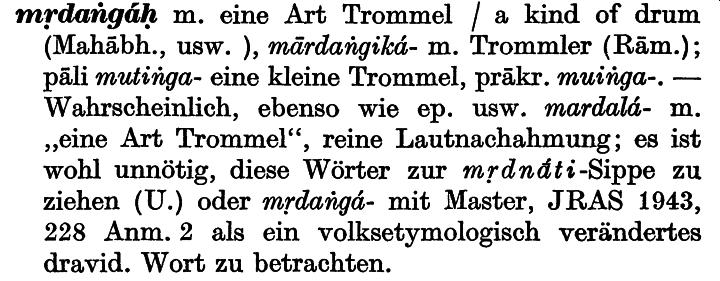 mṛdaṅgáḥ m. eine Art Trommel / a kind of drum
(Mahābh., usw. ), mārdaṅgiká- m. Trommler (Rām.);
pāli mutiṅga- eine kleine Trommel, prākr. muiṅga-. —
Wahrscheinlich, ebenso wie ep. usw. mardalá- m.
„eine Art Trommel“, reine Lautnachahmung; es ist
wohl unnötig, diese Wörter zur mṛdnā́ti-Sippe zu
ziehen (U.) oder mṛdaṅgá- mit Master, JRAS 1943,
228 Anm. 2 als ein volksetymologisch verändertes
dravid. Wort zu betrachten.